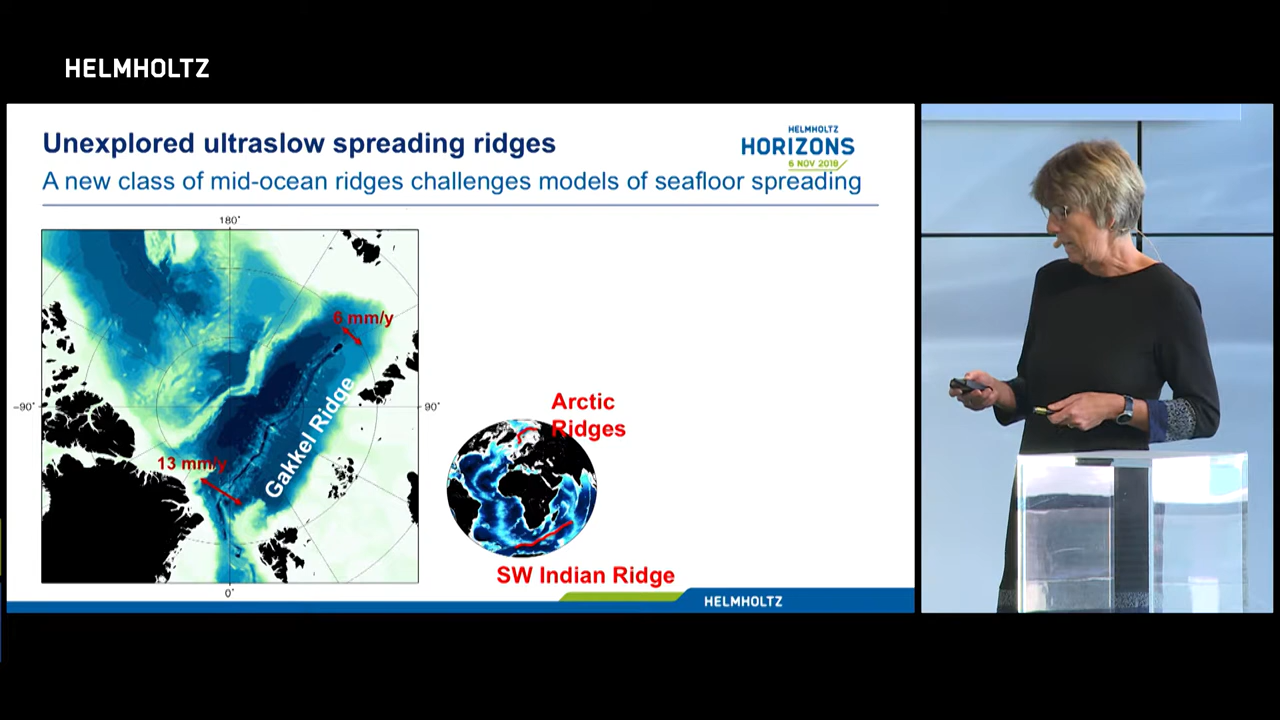 HELMHOLTZ
Unexplored ultraslow spreading ridges
A new class of mid-ocean ridges challenges models of seafloor spreading
HELMHOLTZ
HORIZONS
6 NOV 2018
180°
6 mm/y
-90°
90°
Gakkel Ridge
13 mm/y
0°
Arctic
Ridges
SW Indian Ridge
HELMHOLTZ